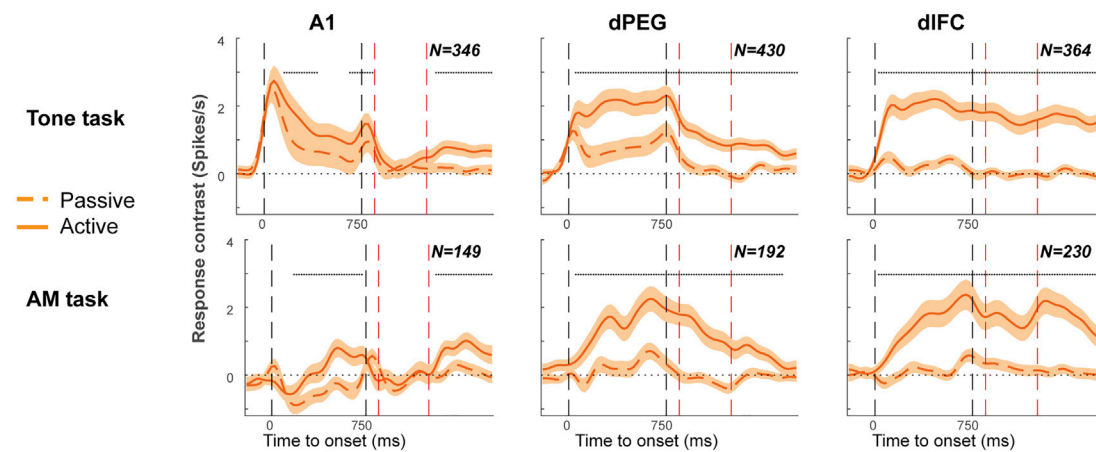 A1 dPEG dIFC
Tone task
Passive
Active
AM task
Response contrast (Spikes/s)
4
2
0
N=346
0 750
N=430
0 750
N=364
0 750
4
2
0
N=149
0 750
Time to onset (ms)
N=192
0 750
Time to onset (ms)
N=230
0 750
Time to onset (ms)